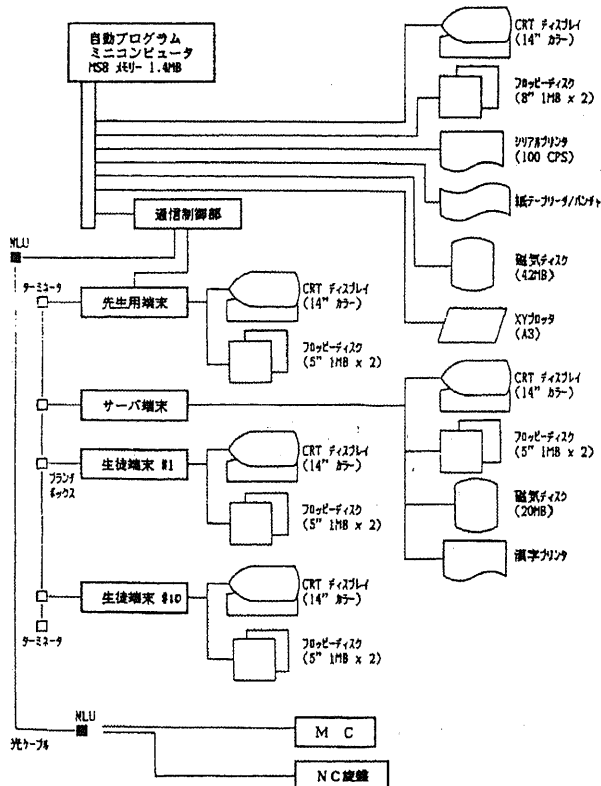 自動プログラム
ミニコンピュータ
MS8 メモリー 1.4MB
CRT ディスプレイ
(14" カラー)
フロッピーディスク
(8" 1MB x 2)
シリアルプリンタ
(100 CPS)
紙テープリーダ/パンチャ
通信制御部
磁気ディスク
(42MB)
XYプロッタ
(A3)
MLU
ターミネータ
先生用端末
CRT ディスプレイ
(14" カラー)
フロッピーディスク
(5" 1MB x 2)
サーバ端末
CRT ディスプレイ
(14" カラー)
フロッピーディスク
(5" 1MB x 2)
磁気ディスク
(20MB)
漢字プリンタ
生徒端末 #1
ブランチ
ボックス
CRT ディスプレイ
(14" カラー)
フロッピーディスク
(5" 1MB x 2)
生徒端末 #10
CRT ディスプレイ
(14" カラー)
フロッピーディスク
(5" 1MB x 2)
ターミネータ
MLU
光ケーブル
M C
NC旋盤